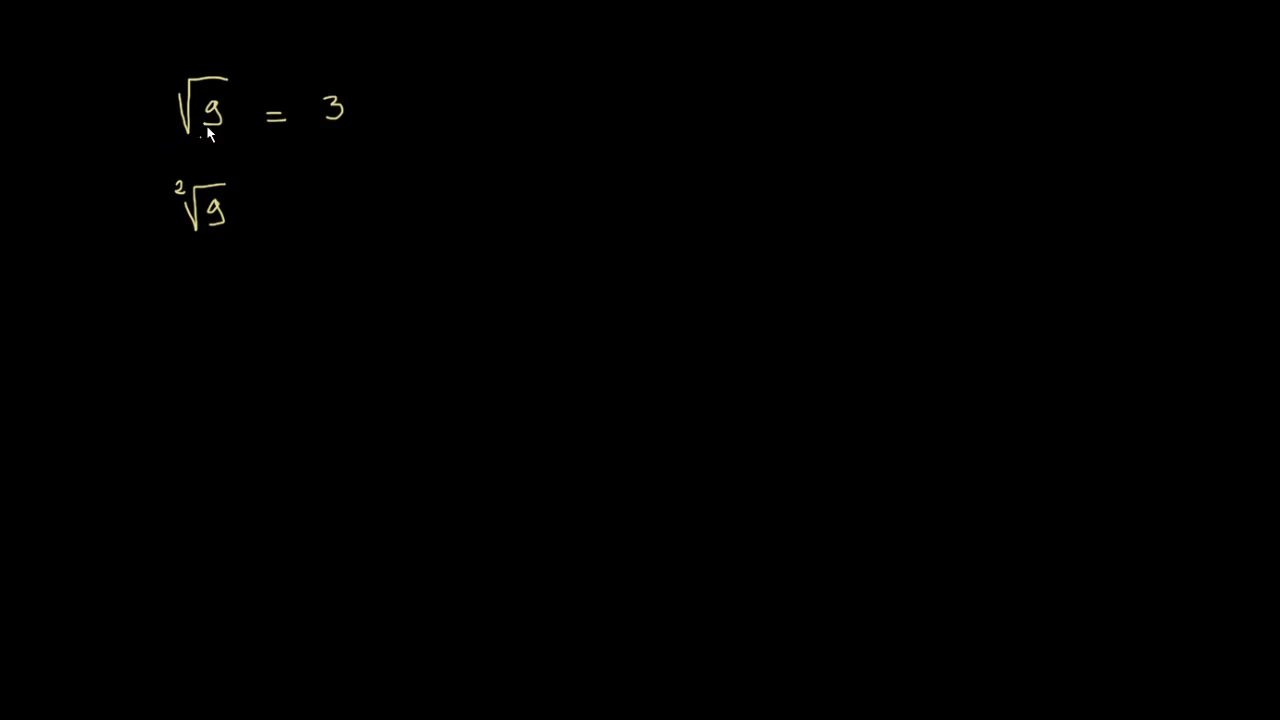 √9 = 3
²√9